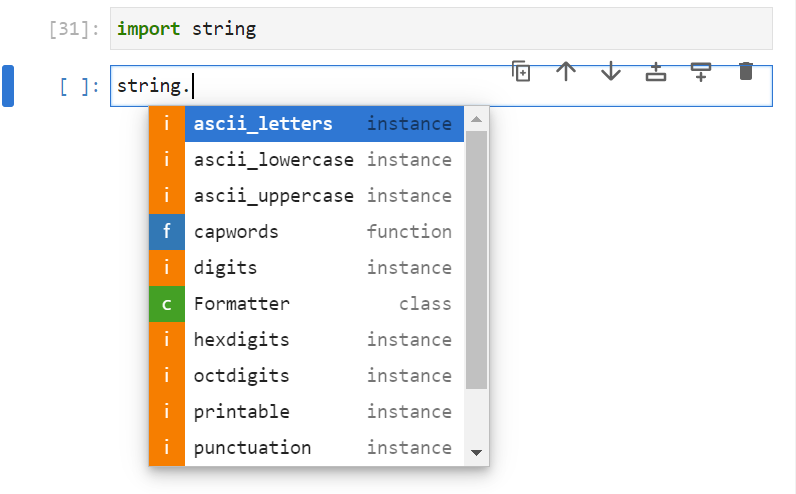 [31]: import string
[ ]: string.
i ascii_letters instance
i ascii_lowercase instance
i ascii_uppercase instance
f capwords function
i digits instance
c Formatter class
i hexdigits instance
i octdigits instance
i printable instance
i punctuation instance